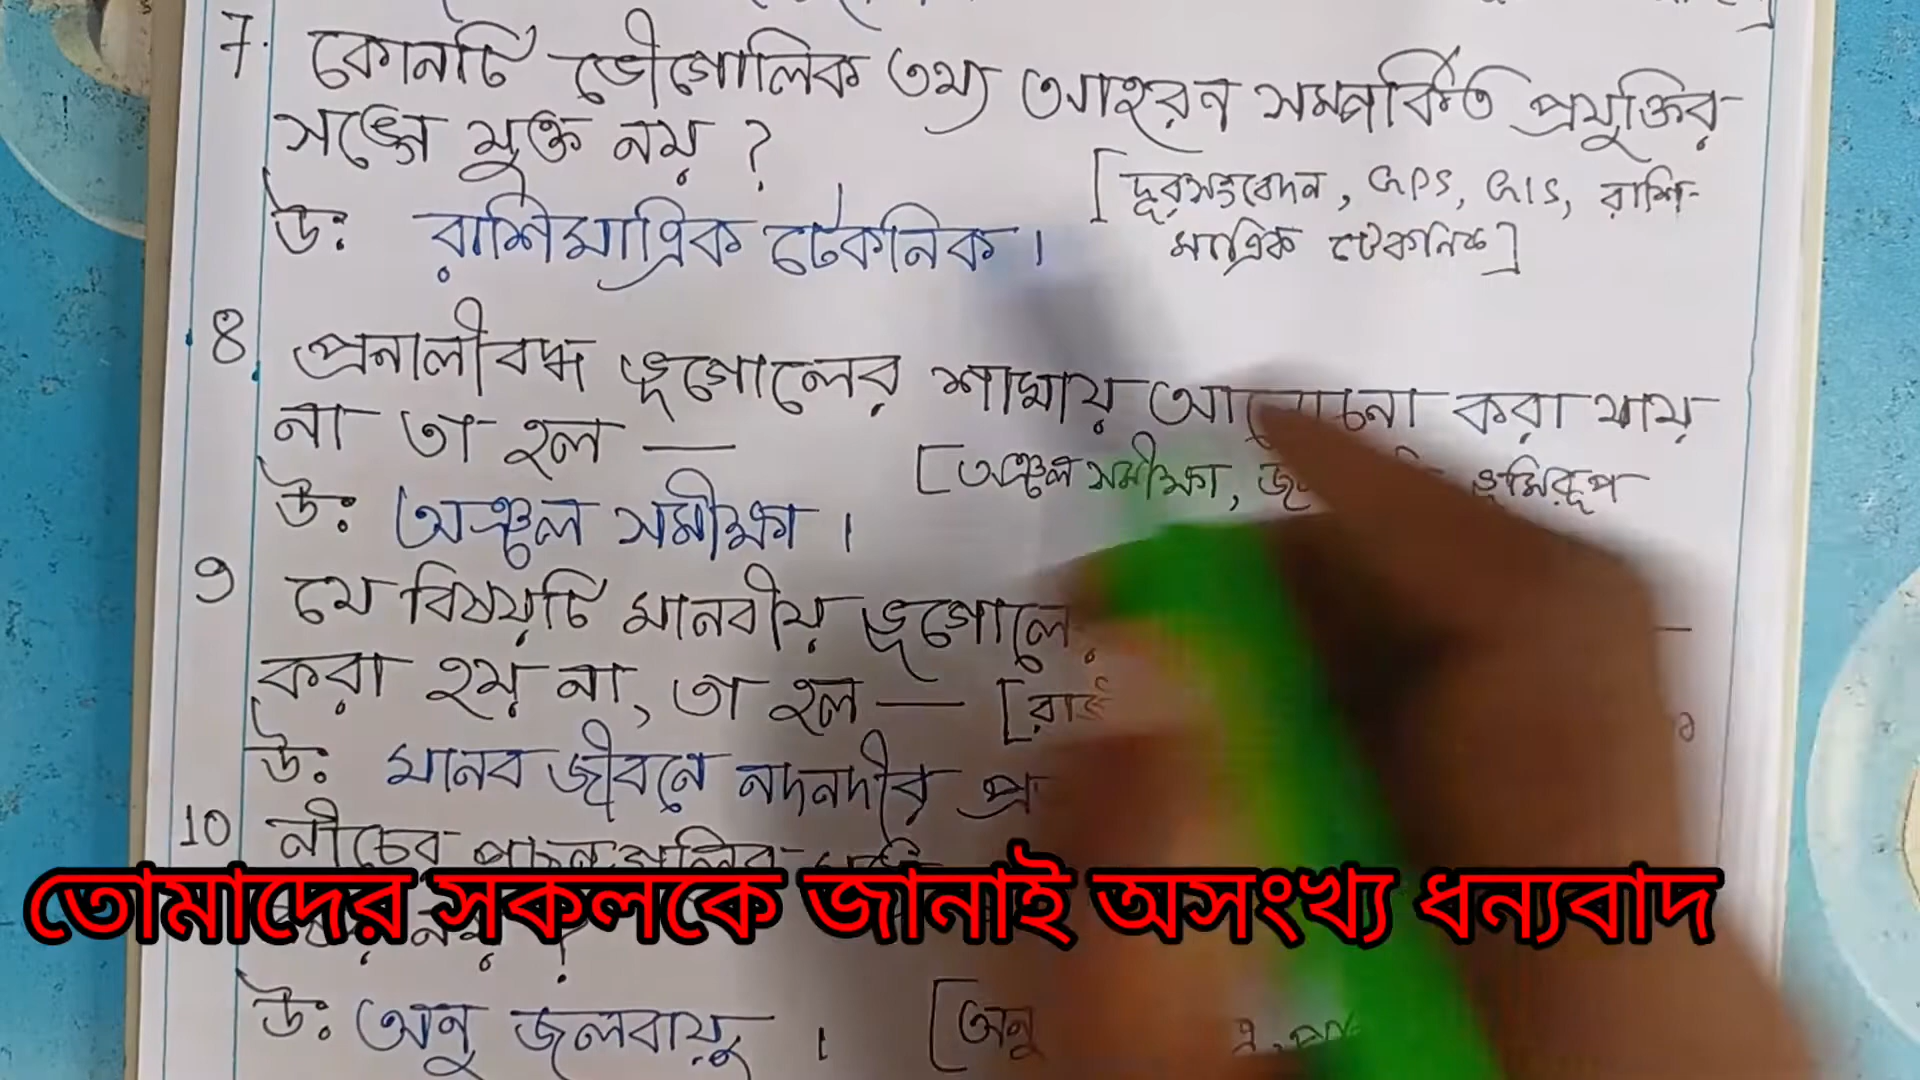 7. কোনটি ভৌগোলিক তথ্য আহরন সম্পর্কিত প্রযুক্তির
সঙ্গে যুক্ত নয় ?
[দূরসংবেদন, GPS, GIS, রাশি-
উঃ রাশিমাত্রিক টেকনিক ।
মাত্রিক টেকনিক]
8. প্রনালীবদ্ধ ভূগোলের শাখায় করা যায়
না তা হল —
[অঞ্চল সমীক্ষা, ভূমিরূপ
উঃ অঞ্চল সমীক্ষা ।
9 যে বিষয়টি মানবীয় —
করা হয় না, তা হল — [
উঃ মানব জীবনে নদনদীর
10 নীচের
তোমাদের সকলকে জানাই অসংখ্য ধন্যবাদ
নয় ?
উঃ অনু জলবায়ু । [অনু